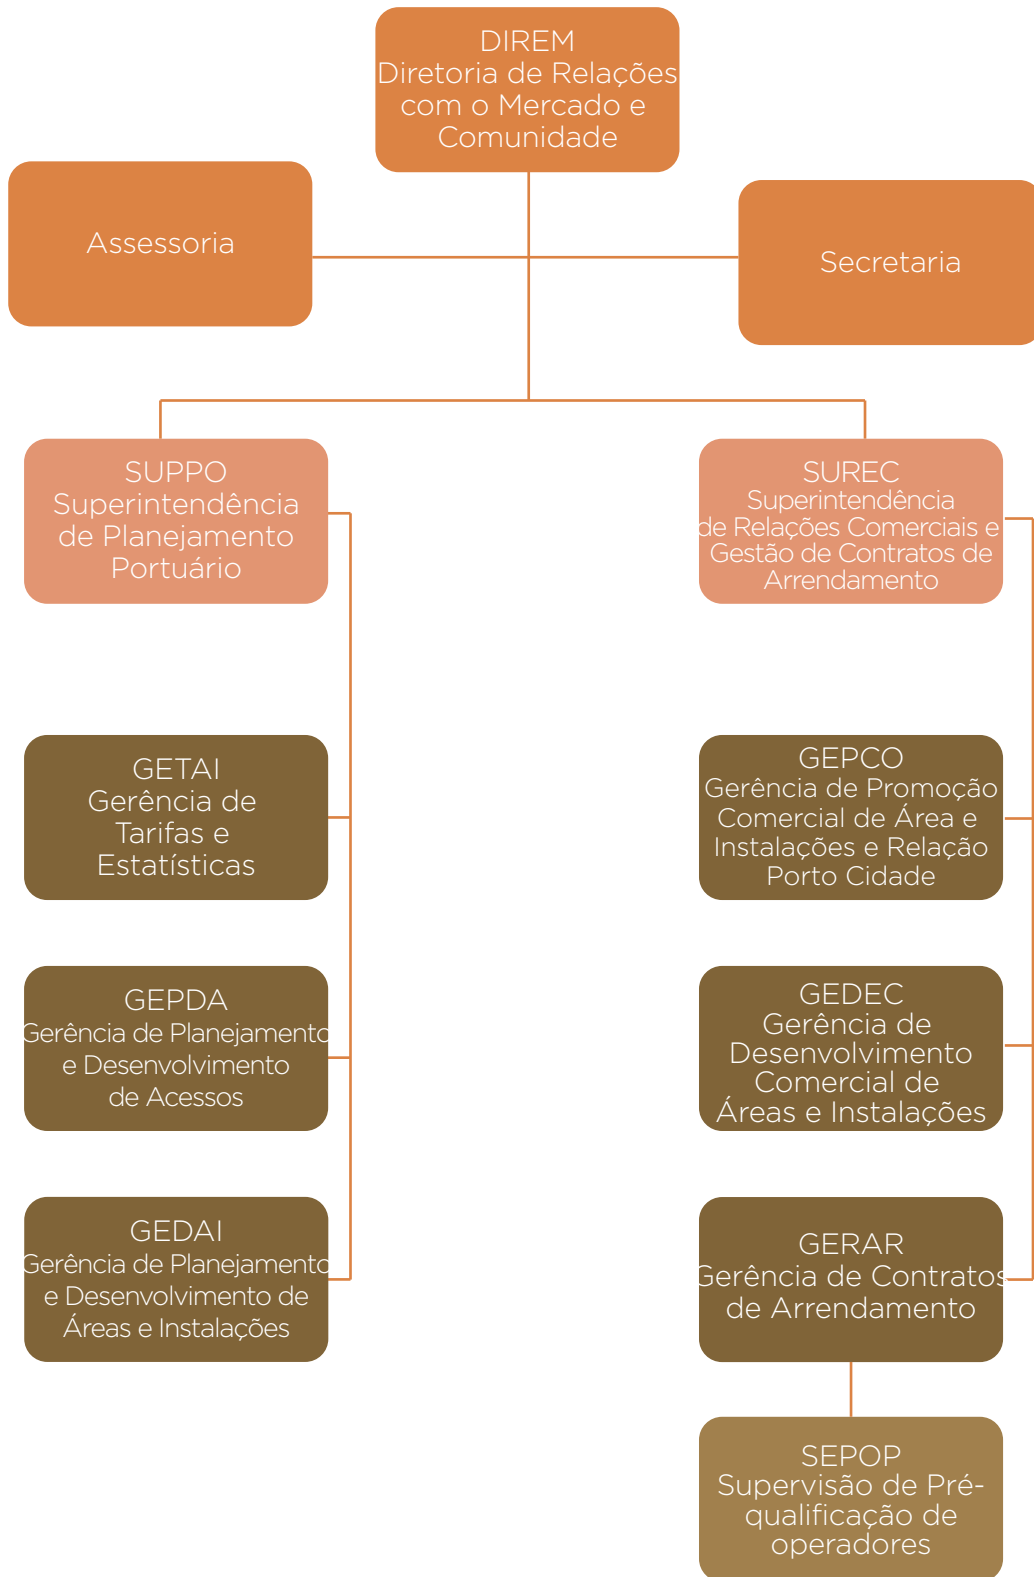 DIREM
Diretoria de Relações
com o Mercado e
Comunidade
Assessoria
Secretaria
SUPPO
Superintendência
de Planejamento
Portuário
SUREC
Superintendência
de Relações Comerciais e
Gestão de Contratos de
Arrendamento
GETAI
Gerência de
Tarifas e
Estatísticas
GEPCO
Gerência de Promoção
Comercial de Área e
Instalações e Relação
Porto Cidade
GEPDA
Gerência de Planejamento
e Desenvolvimento
de Acessos
GEDEC
Gerência de
Desenvolvimento
Comercial de
Áreas e Instalações
GEDAI
Gerência de Planejamento
e Desenvolvimento de
Áreas e Instalações
GERAR
Gerência de Contratos
de Arrendamento
SEPOP
Supervisão de Pré-
qualificação de
operadores